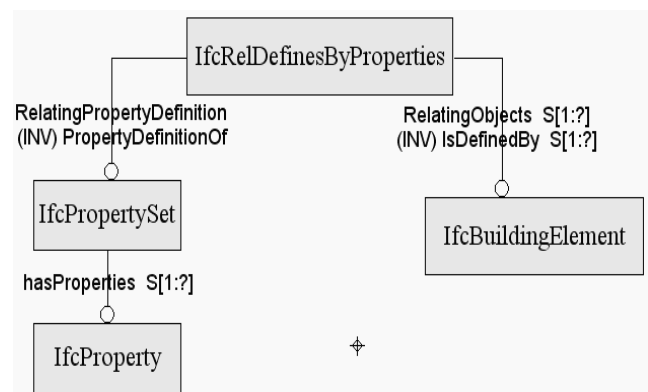 IfcRelDefinesByProperties
RelatingPropertyDefinition
(INV) PropertyDefinitionOf
RelatingObjects S[1:?]
(INV) IsDefinedBy S[1:?]
IfcPropertySet
IfcBuildingElement
hasProperties S[1:?]
IfcProperty